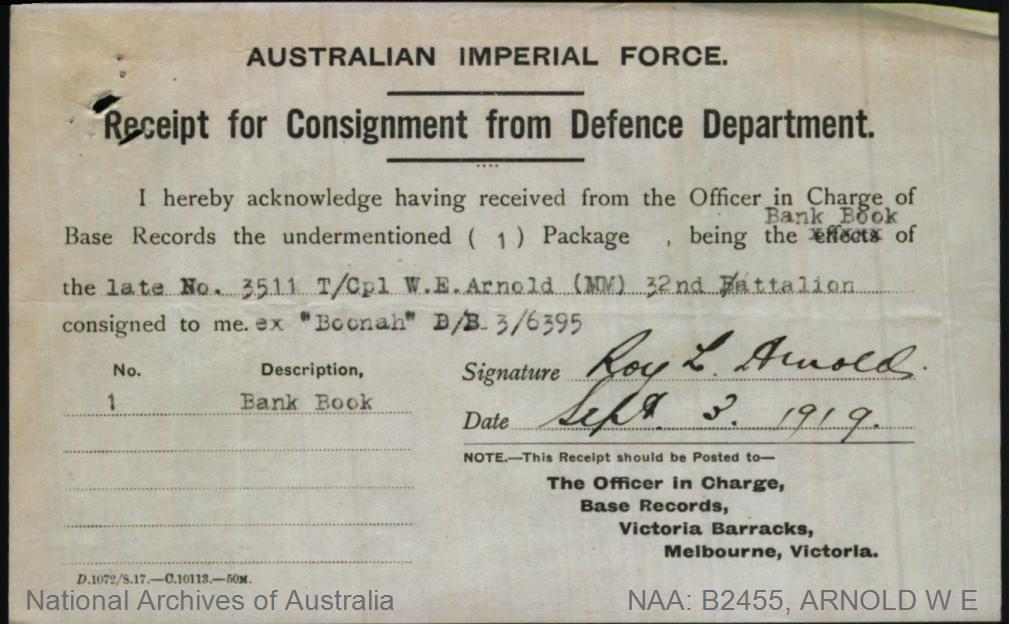 AUSTRALIAN IMPERIAL FORCE.
Receipt for Consignment from Defence Department.
I hereby acknowledge having received from the Officer in Charge of
Bank Book
Base Records the undermentioned ( 1 ) Package , being the effects of
the late No. 3511 T/Cpl W.E.Arnold (MM) 32nd Battalion
consigned to me. ex "Boonah" D/B 3/6395
No. Description,
1 Bank Book
Signature Roy L. Arnold.
Date Sept. 3. 1919.
NOTE.—This Receipt should be Posted to—
The Officer in Charge,
Base Records,
Victoria Barracks,
Melbourne, Victoria.
D.1072/8.17.—C.10113.—50M.
National Archives of Australia
NAA: B2455, ARNOLD W E